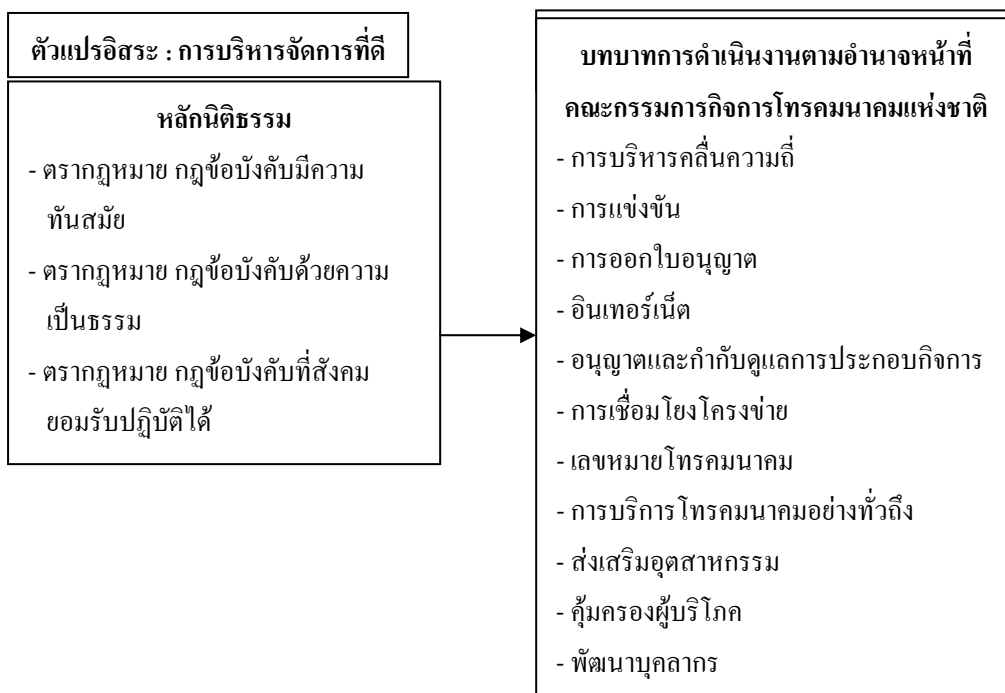 ตัวแปรอิสระ : การบริหารจัดการที่ดี
หลักนิติธรรม
- ตรากฎหมาย กฎข้อบังคับมีความ
ทันสมัย
- ตรากฎหมาย กฎข้อบังคับด้วยความ
เป็นธรรม
- ตรากฎหมาย กฎข้อบังคับที่สังคม
ยอมรับปฏิบัติได้
บทบาทการดำเนินงานตามอำนาจหน้าที่
คณะกรรมการกิจการโทรคมนาคมแห่งชาติ
- การบริหารคลื่นความถี่
- การแข่งขัน
- การออกใบอนุญาต
- อินเทอร์เน็ต
- อนุญาตและกำกับดูแลการประกอบกิจการ
- การเชื่อมโยงโครงข่าย
- เลขหมายโทรคมนาคม
- การบริการโทรคมนาคมอย่างทั่วถึง
- ส่งเสริมอุตสาหกรรม
- คุ้มครองผู้บริโภค
- พัฒนาบุคลากร